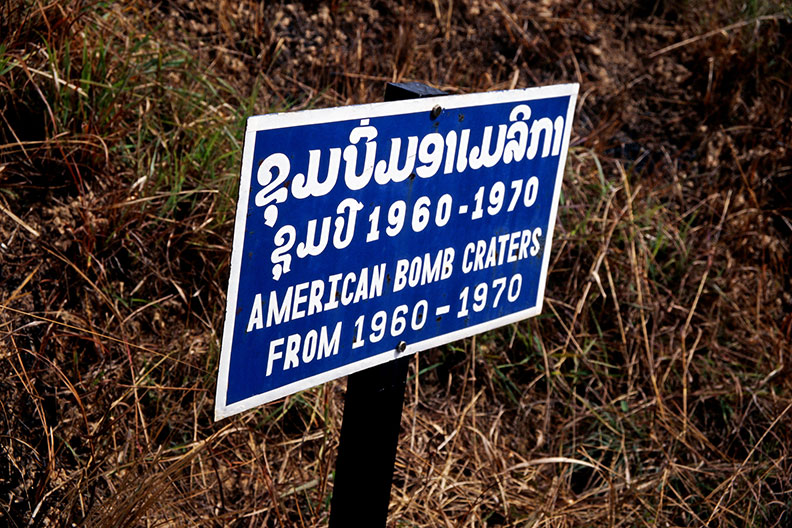 ຂຸມບົ່ມອາເມລິກາ
ຂຸມປີ 1960-1970
AMERICAN BOMB CRATERS
FROM 1960-1970